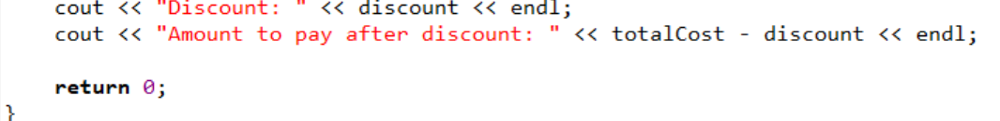 cout << "Discount: " << discount << endl;
cout << "Amount to pay after discount: " << totalCost - discount << endl;
return 0;
}